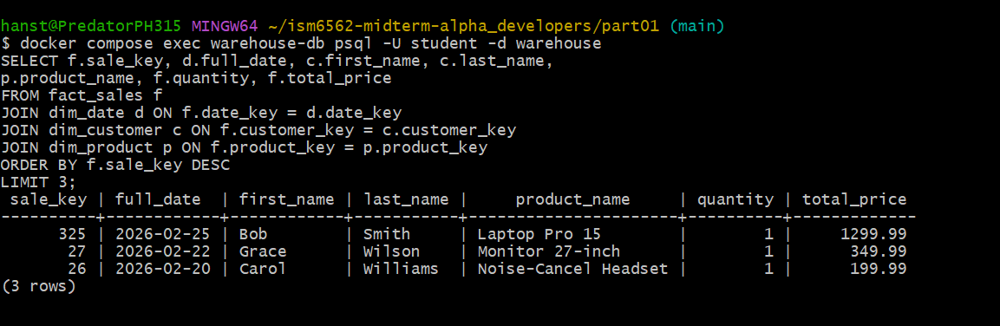 hanst@PredatorPH315 MINGW64 ~/ism6562-midterm-alpha_developers/part01 (main)
$ docker compose exec warehouse-db psql -U student -d warehouse
SELECT f.sale_key, d.full_date, c.first_name, c.last_name,
p.product_name, f.quantity, f.total_price
FROM fact_sales f
JOIN dim_date d ON f.date_key = d.date_key
JOIN dim_customer c ON f.customer_key = c.customer_key
JOIN dim_product p ON f.product_key = p.product_key
ORDER BY f.sale_key DESC
LIMIT 3;
 sale_key | full_date  | first_name | last_name |     product_name     | quantity | total_price
----------+------------+------------+-----------+----------------------+----------+-------------
      325 | 2026-02-25 | Bob        | Smith     | Laptop Pro 15        |        1 |     1299.99
       27 | 2026-02-22 | Grace      | Wilson    | Monitor 27-inch      |        1 |      349.99
       26 | 2026-02-20 | Carol      | Williams  | Noise-Cancel Headset |        1 |      199.99
(3 rows)